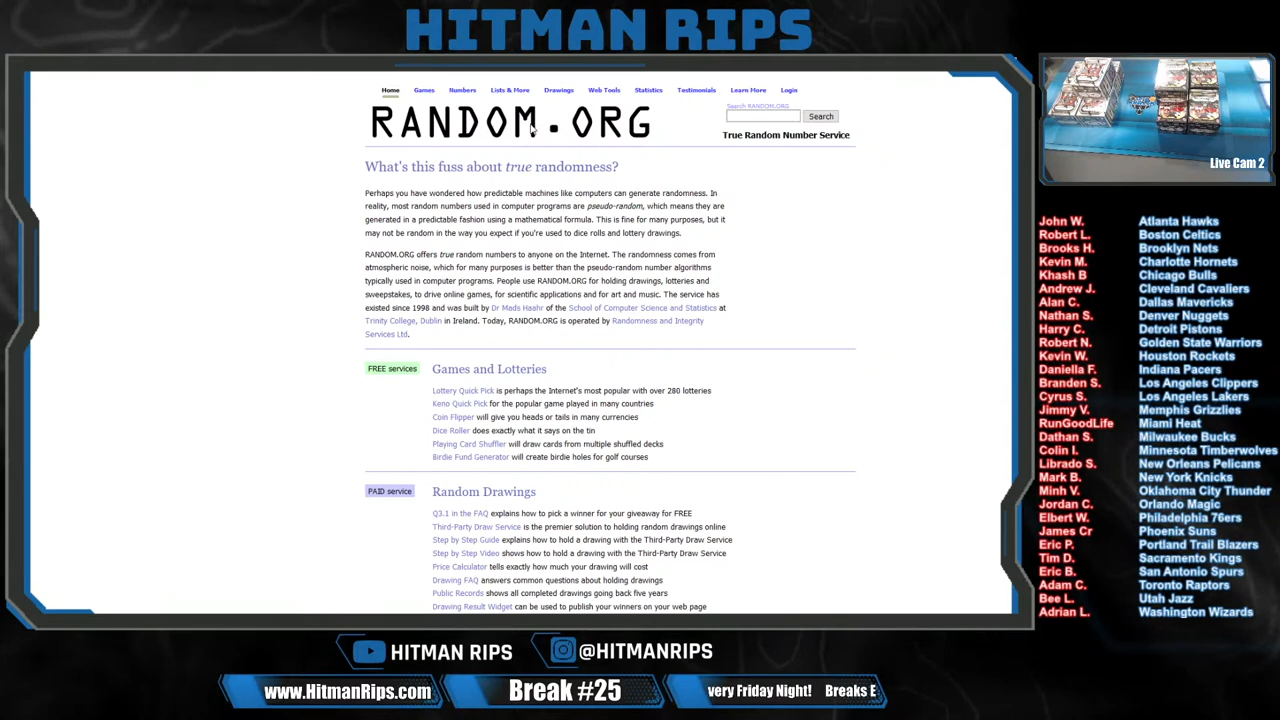 HITMAN RIPS
Home Games Numbers Lists & More Drawings Web Tools Statistics Testimonials Learn More Login
Search RANDOM.ORG
RANDOM.ORG
Search
True Random Number Service
What's this fuss about true randomness?
Perhaps you have wondered how predictable machines like computers can generate randomness. In
reality, most random numbers used in computer programs are pseudo-random, which means they are
generated in a predictable fashion using a mathematical formula. This is fine for many purposes, but it
may not be random in the way you expect if you're used to dice rolls and lottery drawings.
RANDOM.ORG offers true random numbers to anyone on the Internet. The randomness comes from
atmospheric noise, which for many purposes is better than the pseudo-random number algorithms
typically used in computer programs. People use RANDOM.ORG for holding drawings, lotteries and
sweepstakes, to drive online games, for scientific applications and for art and music. The service has
existed since 1998 and was built by Dr Mads Haahr of the School of Computer Science and Statistics at
Trinity College, Dublin in Ireland. Today, RANDOM.ORG is operated by Randomness and Integrity
Services Ltd.
FREE services
Games and Lotteries
Lottery Quick Pick is perhaps the Internet's most popular with over 280 lotteries
Keno Quick Pick for the popular game played in many countries
Coin Flipper will give you heads or tails in many currencies
Dice Roller does exactly what it says on the tin
Playing Card Shuffler will draw cards from multiple shuffled decks
Birdie Fund Generator will create birdie holes for golf courses
PAID service
Random Drawings
Q3.1 in the FAQ explains how to pick a winner for your giveaway for FREE
Third-Party Draw Service is the premier solution to holding random drawings online
Step by Step Guide explains how to hold a drawing with the Third-Party Draw Service
Step by Step Video shows how to hold a drawing with the Third-Party Draw Service
Price Calculator tells exactly how much your drawing will cost
Drawing FAQ answers common questions about holding drawings
Public Records shows all completed drawings going back five years
Drawing Result Widget can be used to publish your winners on your web page
Live Cam 2
John W. Atlanta Hawks
Robert L. Boston Celtics
Brooks H. Brooklyn Nets
Kevin M. Charlotte Hornets
Khash B Chicago Bulls
Andrew J. Cleveland Cavaliers
Alan C. Dallas Mavericks
Nathan S. Denver Nuggets
Harry C. Detroit Pistons
Robert N. Golden State Warriors
Kevin W. Houston Rockets
Daniella F. Indiana Pacers
Branden S. Los Angeles Clippers
Cyrus S. Los Angeles Lakers
Jimmy V. Memphis Grizzlies
RunGoodLife Miami Heat
Dathan S. Milwaukee Bucks
Colin I. Minnesota Timberwolves
Librado S. New Orleans Pelicans
Mark B. New York Knicks
Minh V. Oklahoma City Thunder
Jordan C. Orlando Magic
Elbert W. Philadelphia 76ers
James Cr Phoenix Suns
Eric P. Portland Trail Blazers
Tim D. Sacramento Kings
Eric B. San Antonio Spurs
Adam C. Toronto Raptors
Bee L. Utah Jazz
Adrian L. Washington Wizards
HITMAN RIPS
@HITMANRIPS
www.HitmanRips.com
Break #25
very Friday Night! Breaks E